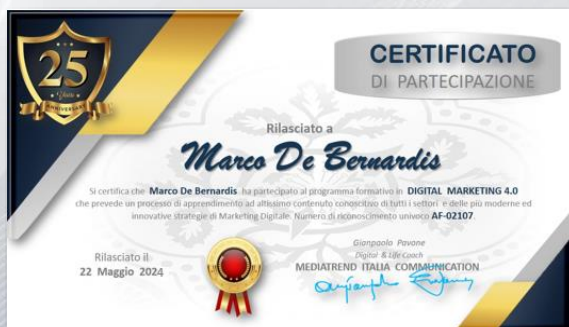 25
Years
ANNIVERSARY
CERTIFICATO
DI PARTECIPAZIONE
Rilasciato a
Marco De Bernardis
Si certifica che Marco De Bernardis ha partecipato al programma formativo in DIGITAL MARKETING 4.0
che prevede un processo di apprendimento ad altissimo contenuto conoscitivo di tutti i settori e delle più moderne ed
innovative strategie di Marketing Digitale. Numero di riconoscimento univoco AF-02107
Rilasciato il
22 Maggio 2024
Gianpaolo Pavone
Digital & Life Coach
MEDIATREND ITALIA COMMUNICATION